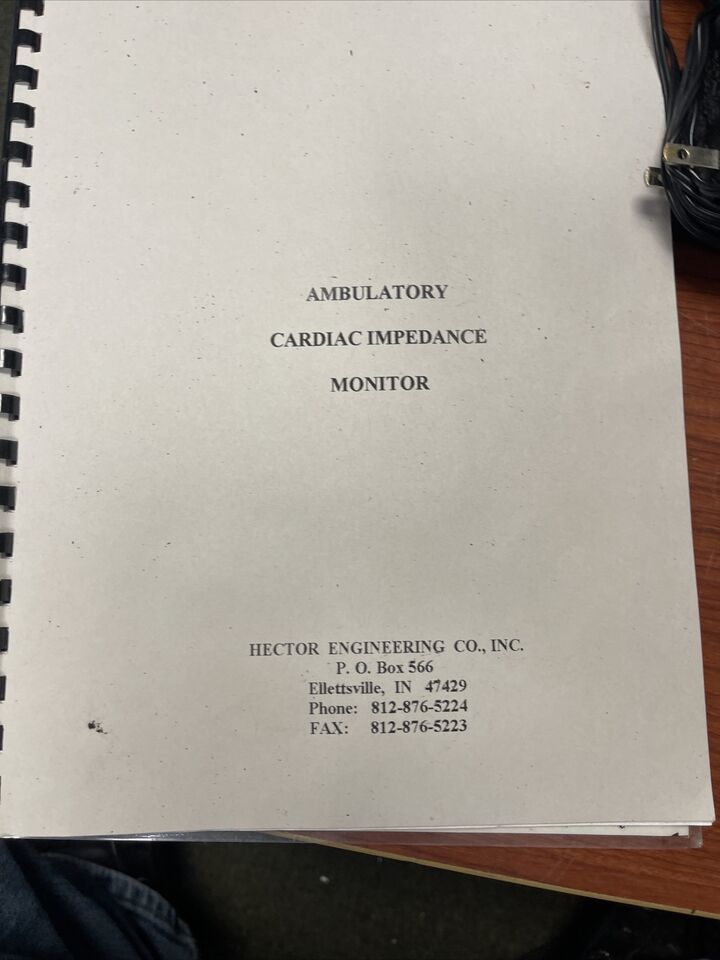 AMBULATORY
CARDIAC IMPEDANCE
MONITOR
HECTOR ENGINEERING CO., INC.
P. O. Box 566
Ellettsville, IN 47429
Phone: 812-876-5224
FAX: 812-876-5223